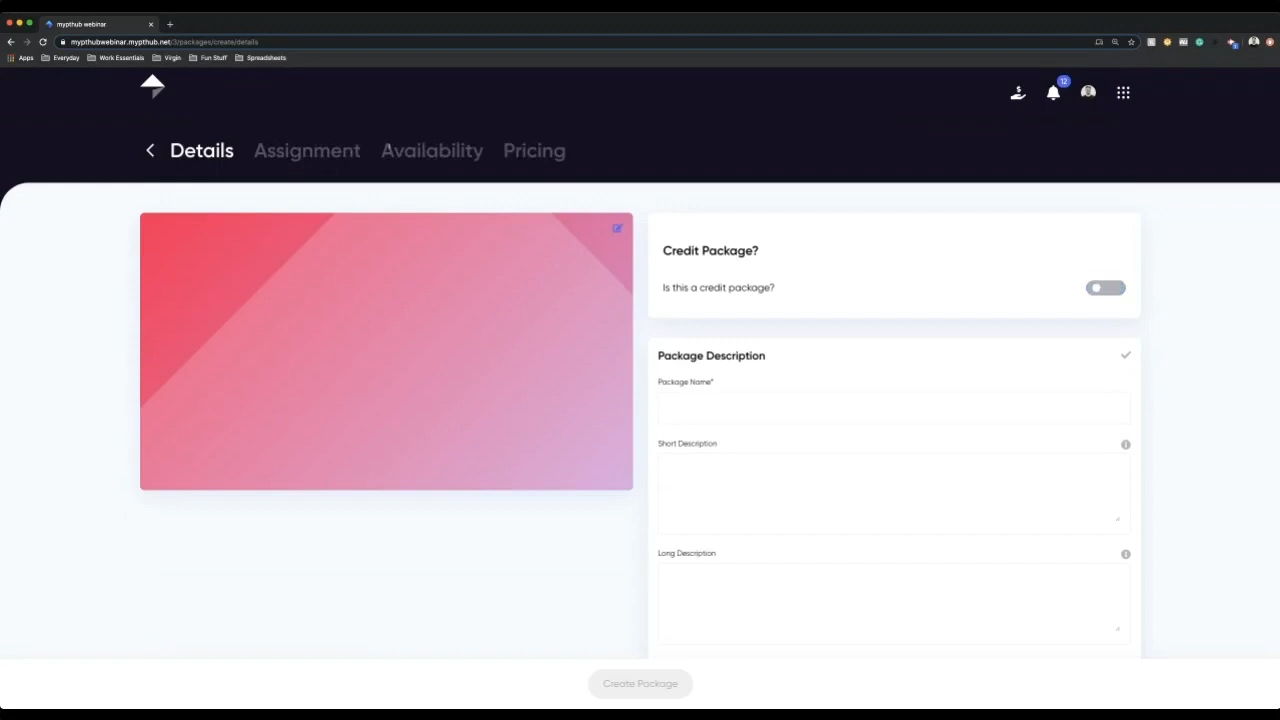 mypthub webinar
mypthubwebinar.mypthub.net/3/packages/create/details
Apps Everyday Work Essentials Virgin Fun Stuff Spreadsheets
12
Details Assignment Availability Pricing
Credit Package?
Is this a credit package?
Package Description
Package Name*
Short Description
Long Description
Create Package